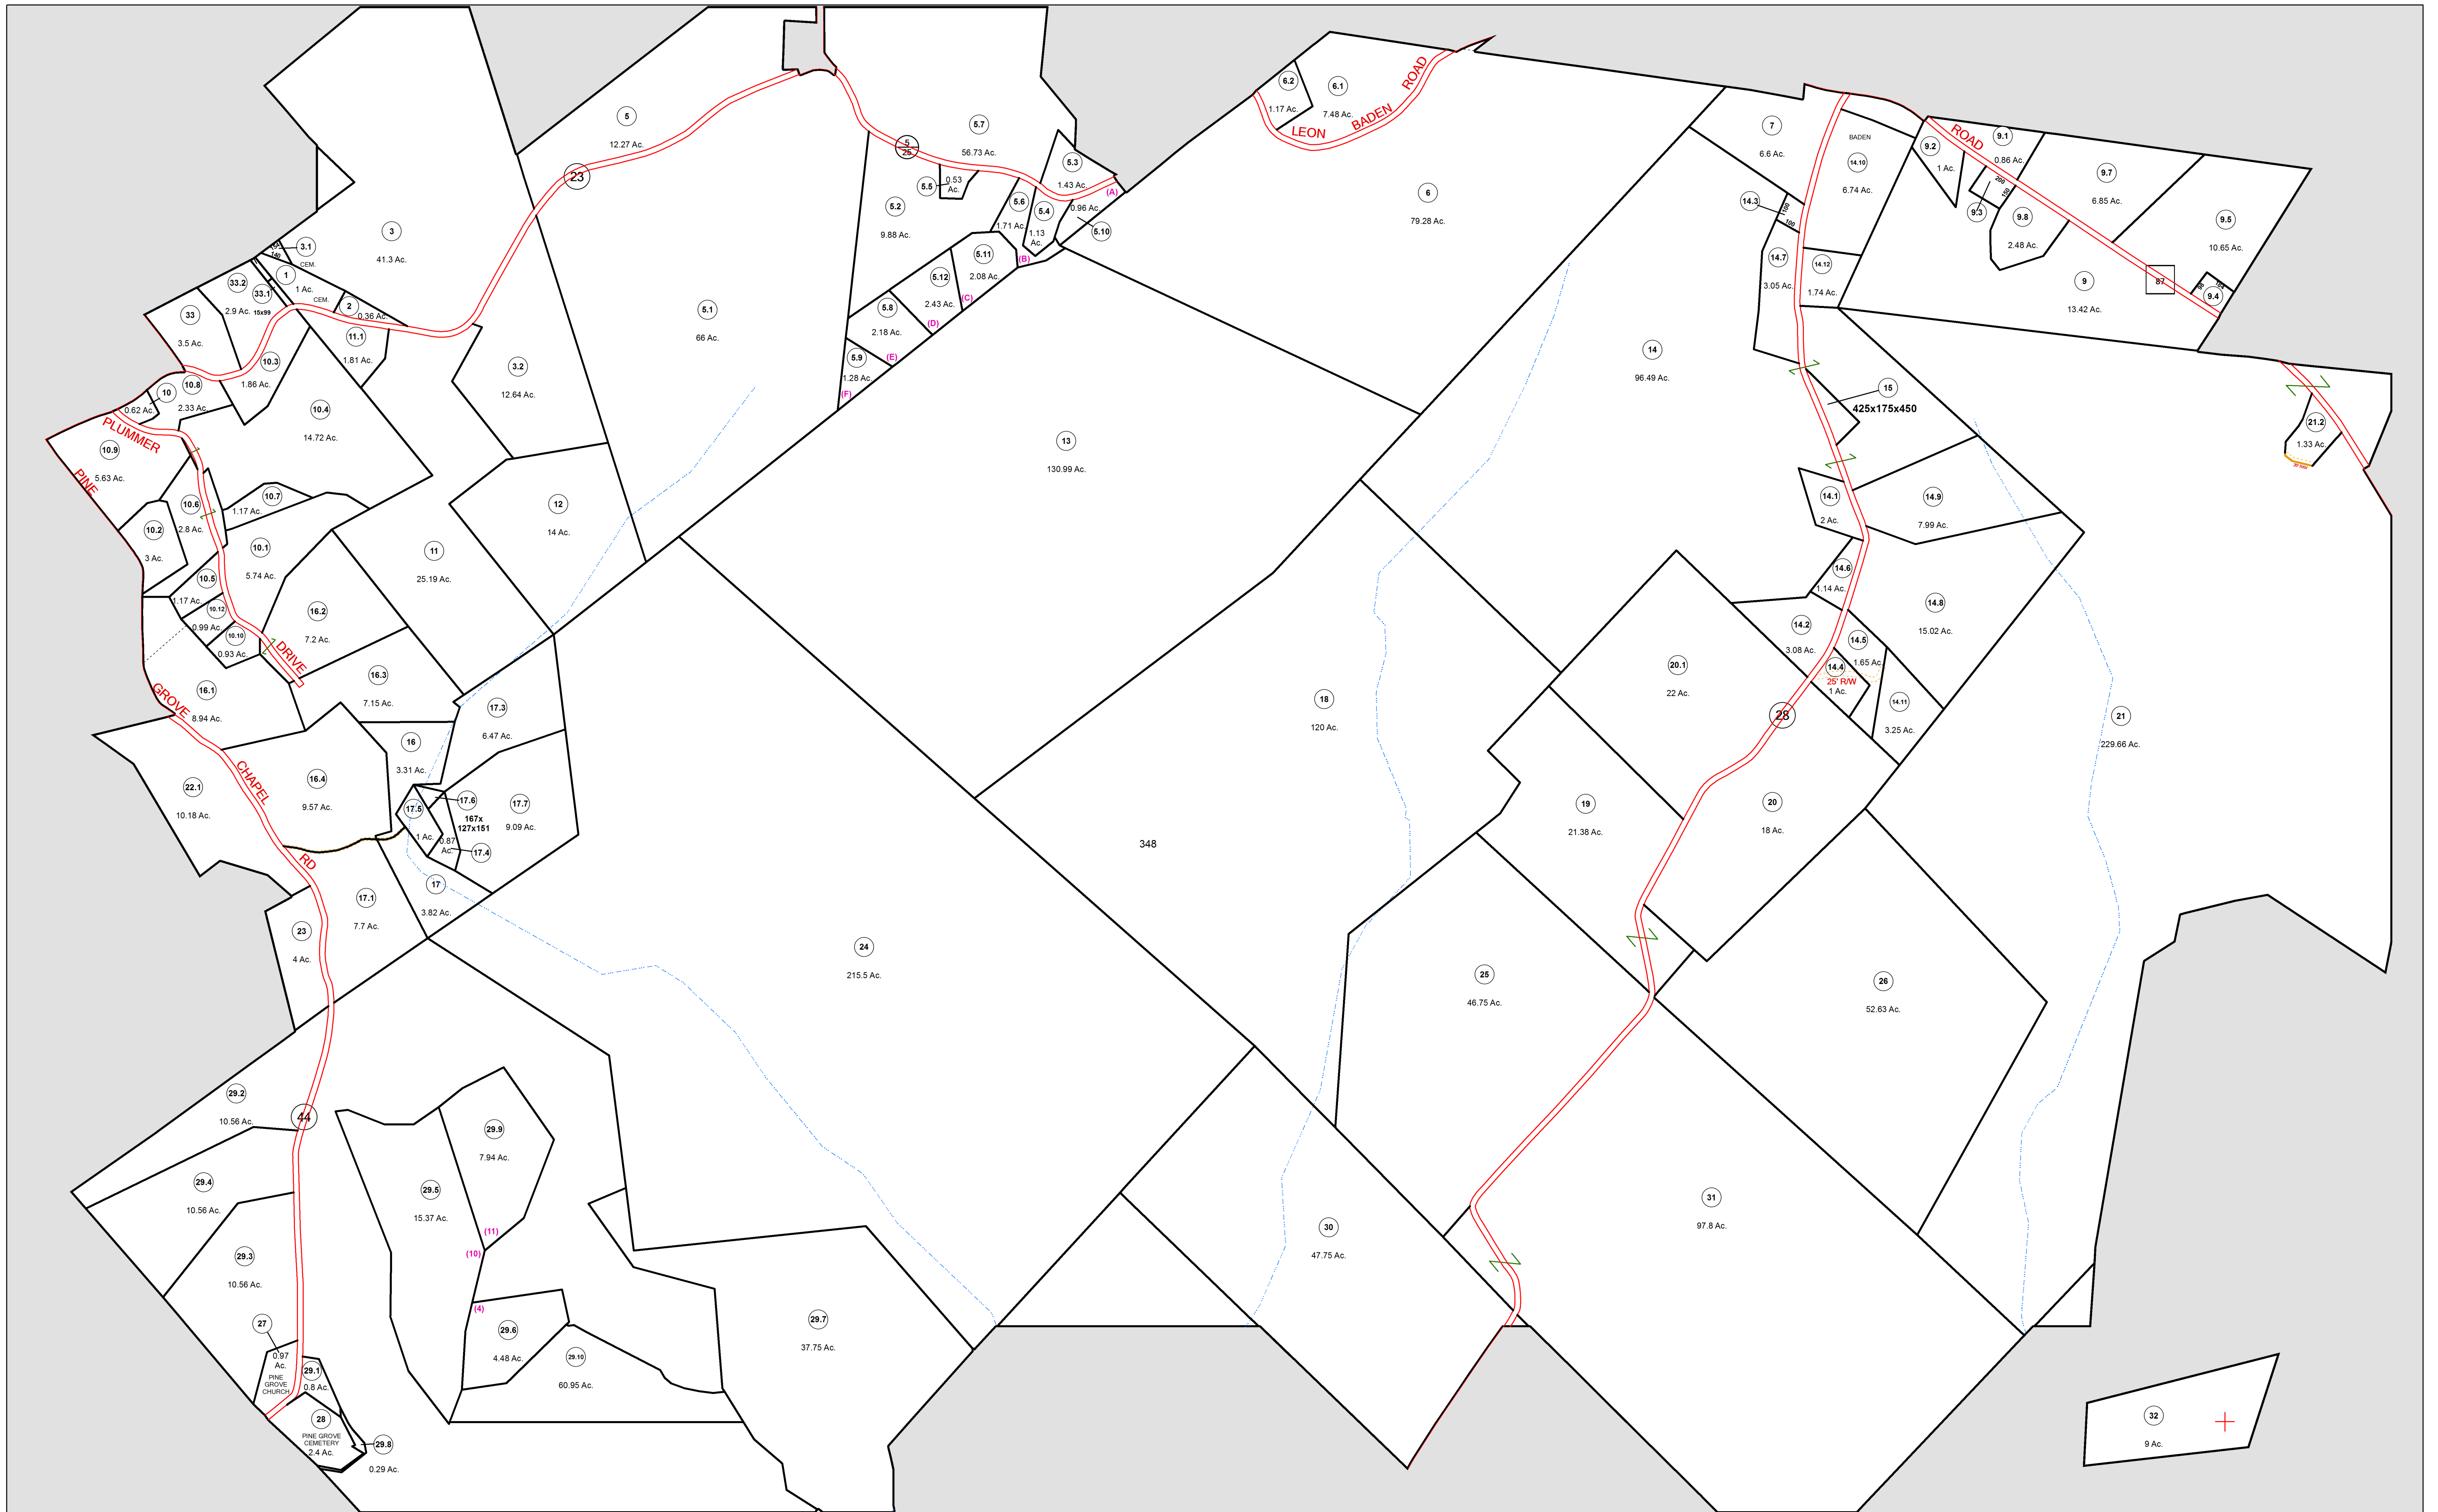 6.2
1.17 Ac.
6.1
7.48 Ac.
LEON BADEN ROAD
5
12.27 Ac.
23
5
25
5.7
56.73 Ac.
5.3
1.43 Ac.
(A)
5.5
0.53
Ac.
5.2
9.88 Ac.
5.6
1.71 Ac.
5.4
1.13
Ac.
0.96 Ac.
5.10
5.11
2.08 Ac.
(B)
5.12
2.43 Ac.
(C)
5.8
2.18 Ac.
(D)
5.9
1.28 Ac.
(E)
(F)
6
79.28 Ac.
7
6.6 Ac.
BADEN
14.10
6.74 Ac.
ROAD
9.2
1 Ac.
9.1
0.86 Ac.
200
150
9.3
9.7
6.85 Ac.
9.8
2.48 Ac.
9.5
10.65 Ac.
9
13.42 Ac.
87
98
184
9.4
14.3
100
100
14.7
3.05 Ac.
14.12
1.74 Ac.
3
41.3 Ac.
3.1
140
CEM.
1
1 Ac.
CEM.
2
0.36 Ac.
33.2
2.9 Ac.
33.1
15x99
33
3.5 Ac.
11.1
1.81 Ac.
10.3
1.86 Ac.
10.8
2.33 Ac.
10
0.62 Ac.
PLUMMER
10.4
14.72 Ac.
3.2
12.64 Ac.
5.1
66 Ac.
14
96.49 Ac.
15
425x175x450
21.2
1.33 Ac.
13
130.99 Ac.
10.9
5.63 Ac.
PINE
10.7
1.17 Ac.
10.6
2.8 Ac.
10.2
3 Ac.
10.1
5.74 Ac.
11
25.19 Ac.
12
14 Ac.
14.1
2 Ac.
14.9
7.99 Ac.
10.5
1.17 Ac.
10.12
0.99 Ac.
10.10
0.93 Ac.
DRIVE
16.2
7.2 Ac.
14.6
1.14 Ac.
14.8
15.02 Ac.
14.2
3.08 Ac.
14.5
1.65 Ac.
14.4
25' R/W
1 Ac.
14.11
3.25 Ac.
16.1
8.94 Ac.
GROVE
16.3
7.15 Ac.
17.3
6.47 Ac.
18
120 Ac.
20.1
22 Ac.
28
21
229.66 Ac.
16
3.31 Ac.
CHAPEL
16.4
9.57 Ac.
22.1
10.18 Ac.
17.5
1 Ac.
17.6
167x
127x151
0.87
Ac.
17.4
17.7
9.09 Ac.
19
21.38 Ac.
20
18 Ac.
348
RD
17
3.82 Ac.
17.1
7.7 Ac.
23
4 Ac.
24
215.5 Ac.
25
46.75 Ac.
26
52.63 Ac.
29.2
10.56 Ac.
44
29.9
7.94 Ac.
29.4
10.56 Ac.
29.5
15.37 Ac.
(11)
(10)
29.3
10.56 Ac.
31
97.8 Ac.
30
47.75 Ac.
(4)
29.6
4.48 Ac.
29.10
60.95 Ac.
29.7
37.75 Ac.
27
0.97
Ac.
PINE
GROVE
CHURCH
29.1
0.8 Ac.
28
PINE GROVE
CEMETERY
2.4 Ac.
29.8
0.29 Ac.
32
9 Ac.